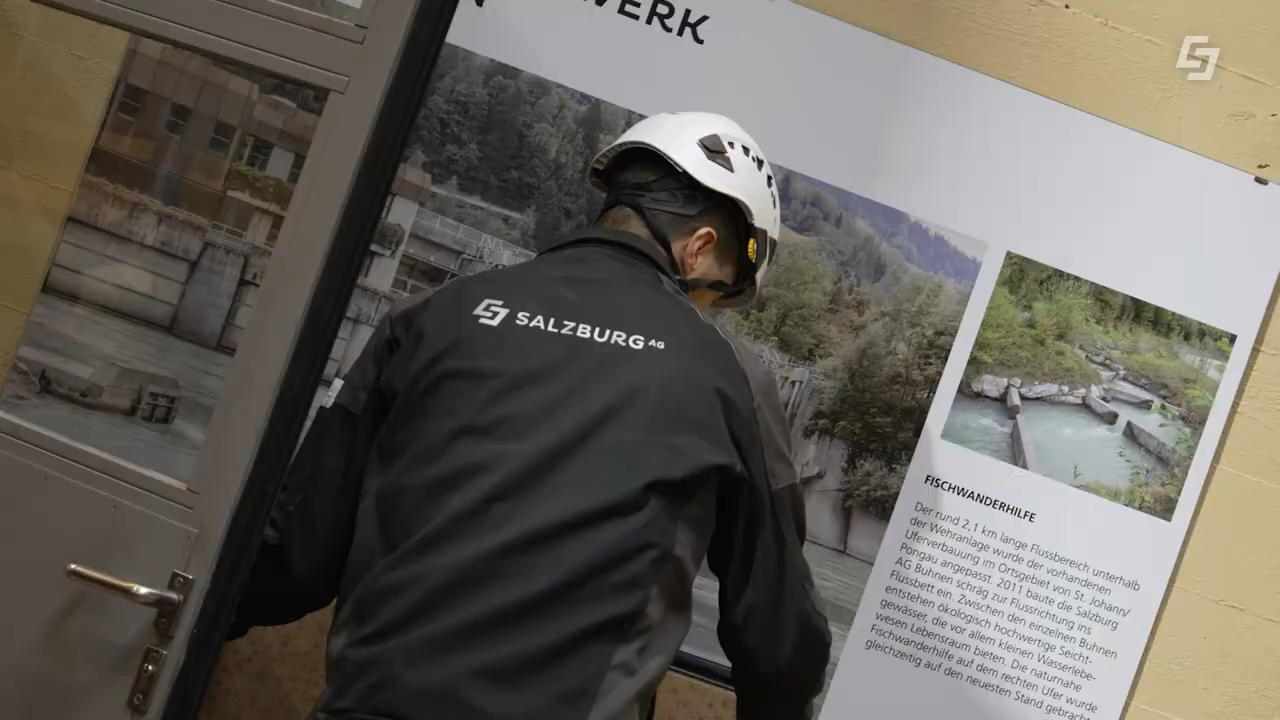 SALZBURG AG
FISCHWANDERHILFE
Der rund 2,1 km lange Flussbereich unterhalb
der Wehranlage wurde der vorhandenen
Uferverbauung im Ortsgebiet von St. Johann/
Pongau angepasst. 2011 baute die Salzburg
AG Buhnen schräg zur Flussrichtung ins
Flussbett ein. Zwischen den einzelnen Buhnen
entstehen ökologisch hochwertige Seicht-
gewässer, die vor allem kleinen Wasserlebe-
wesen Lebensraum bieten. Die naturnahe
Fischwanderhilfe auf dem rechten Ufer wurde
gleichzeitig auf den neuesten Stand gebracht